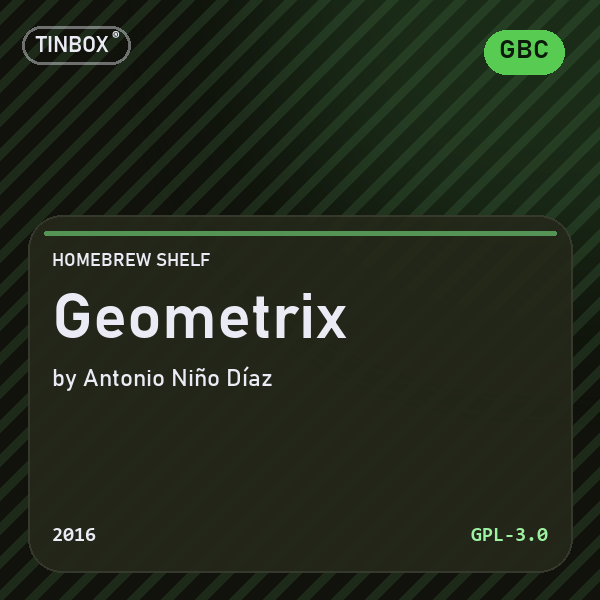 TINBOX®
GBC
HOMEBREW SHELF
Geometrix
by Antonio Niño Díaz
2016
GPL-3.0